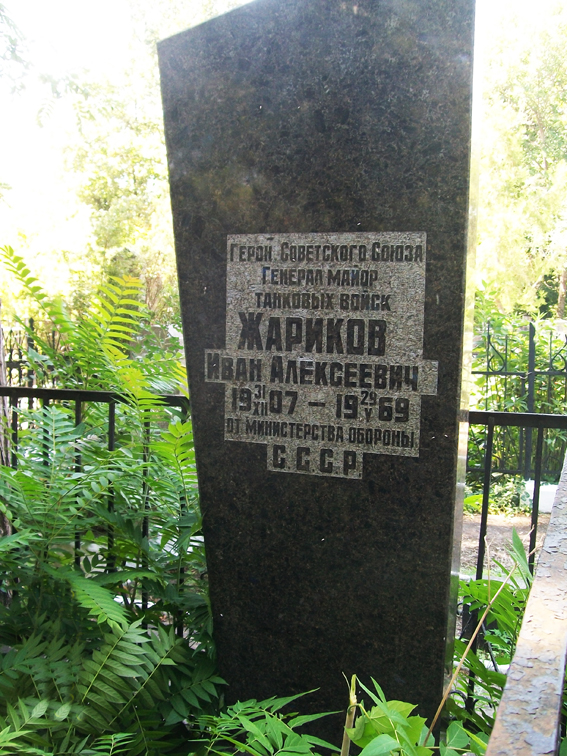 Герой Советского Союза
Генерал майор
танковых войск
Жариков
Иван Алексеевич
19 31/XII 07 – 19 29/V 69
от Министерства Обороны
СССР